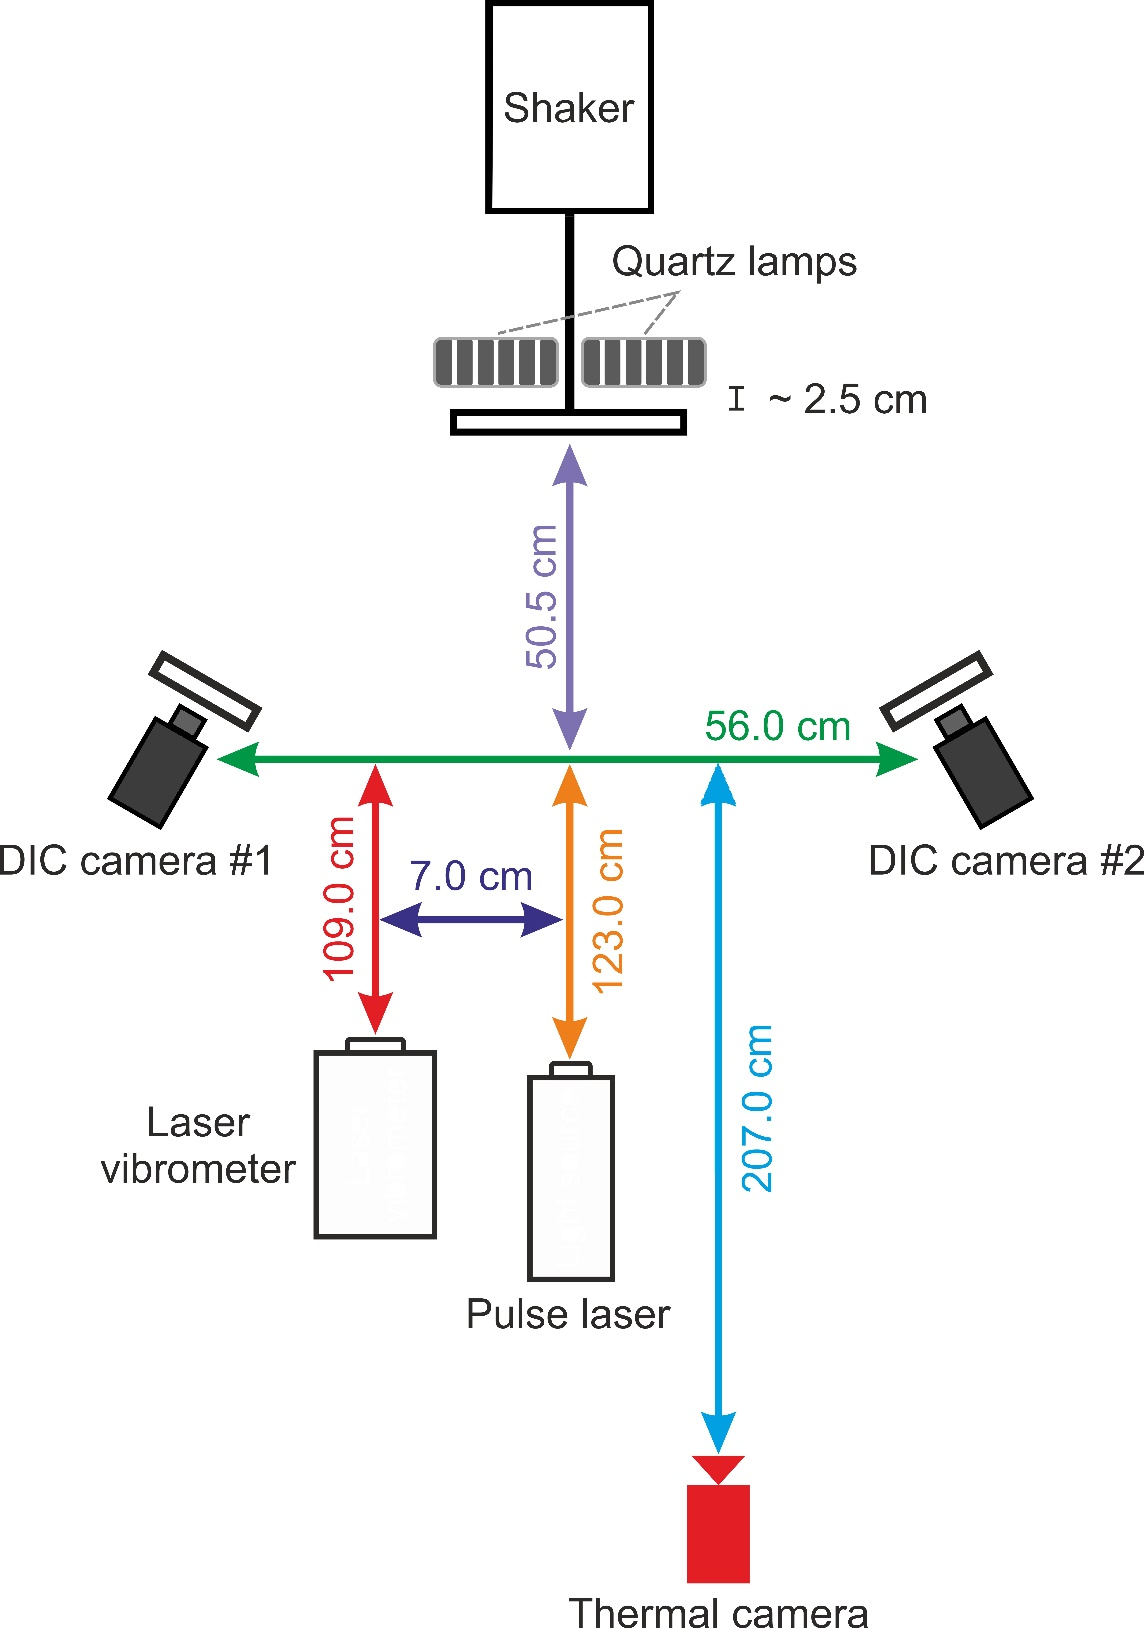 Shaker
Quartz lamps
~ 2.5 cm
50.5 cm
56.0 cm
DIC camera #1
DIC camera #2
109.0 cm
7.0 cm
123.0 cm
207.0 cm
Laser
vibrometer
Pulse laser
Thermal camera